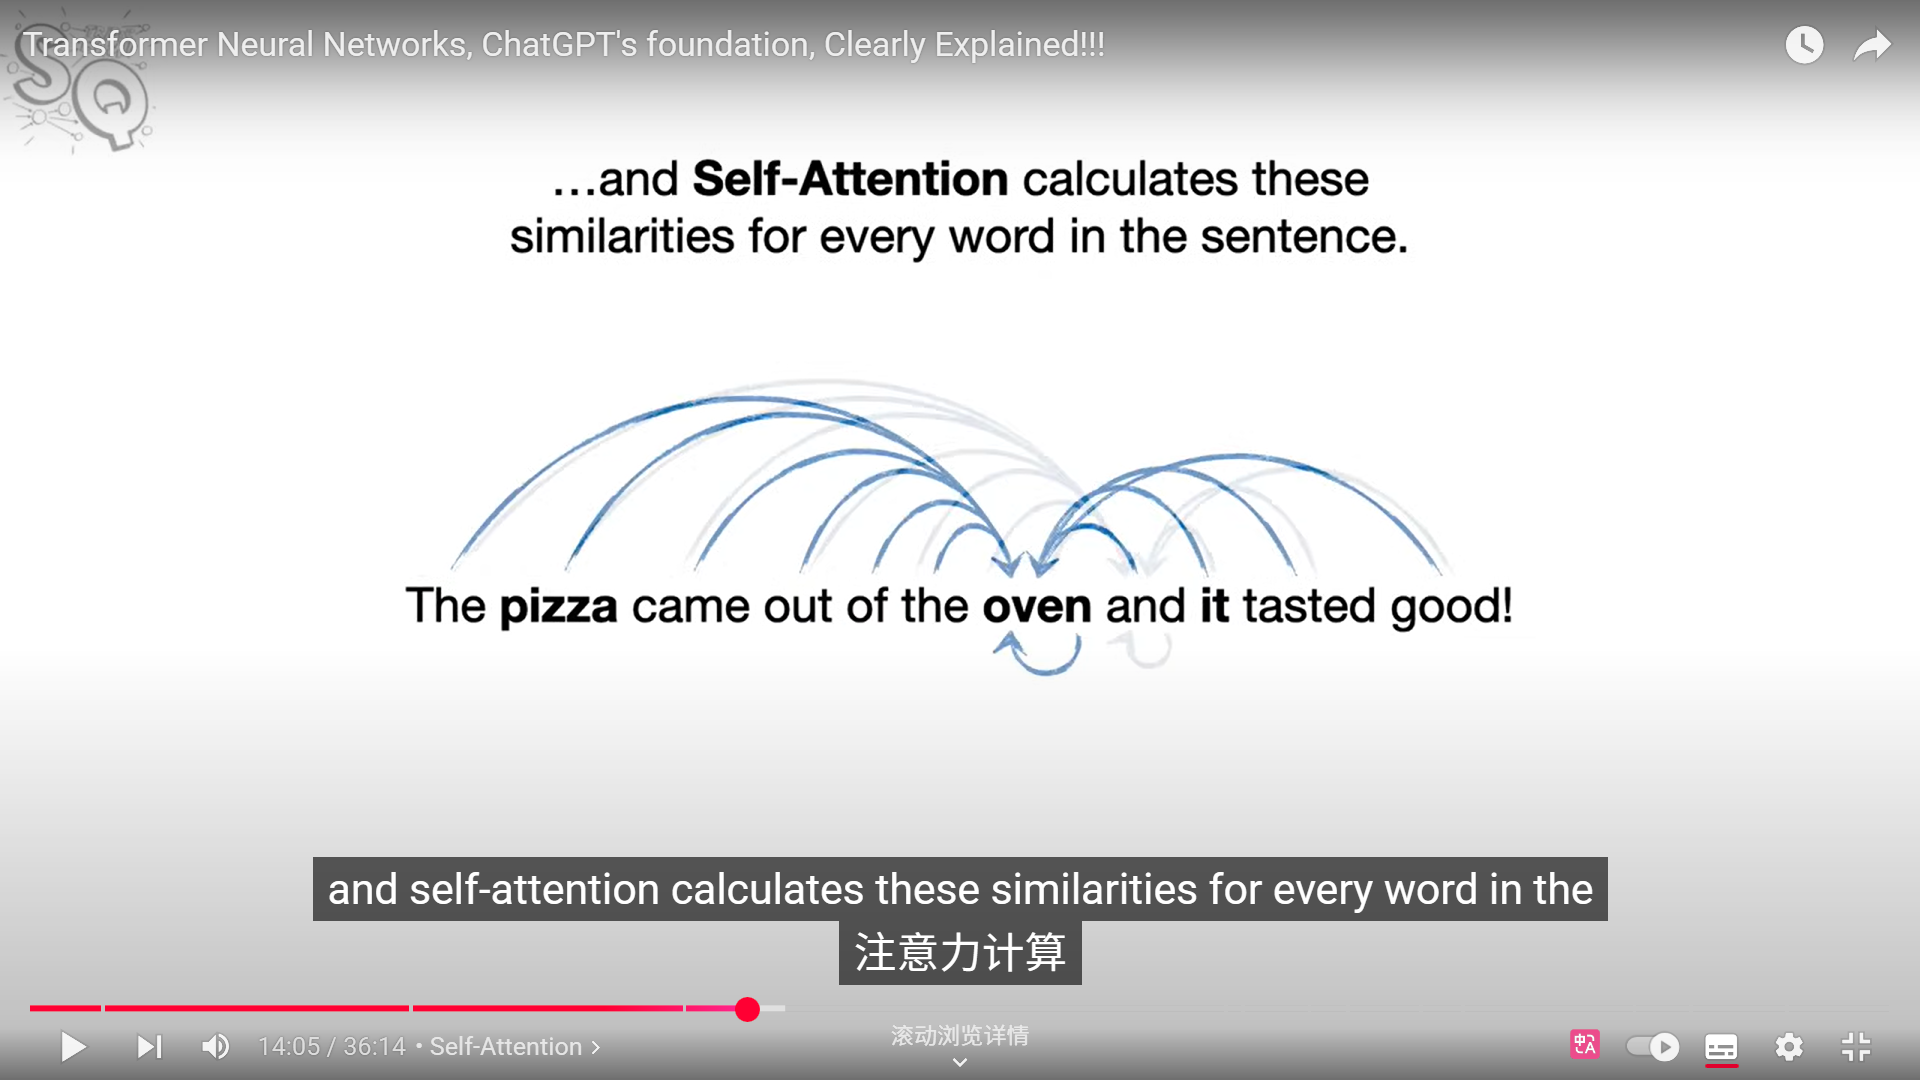 Transformer Neural Networks, ChatGPT's foundation, Clearly Explained!!!
SQ
…and Self-Attention calculates these
similarities for every word in the sentence.
The pizza came out of the oven and it tasted good!
and self-attention calculates these similarities for every word in the
注意力计算
14:05 / 36:14 • Self-Attention
滚动浏览详情
中A